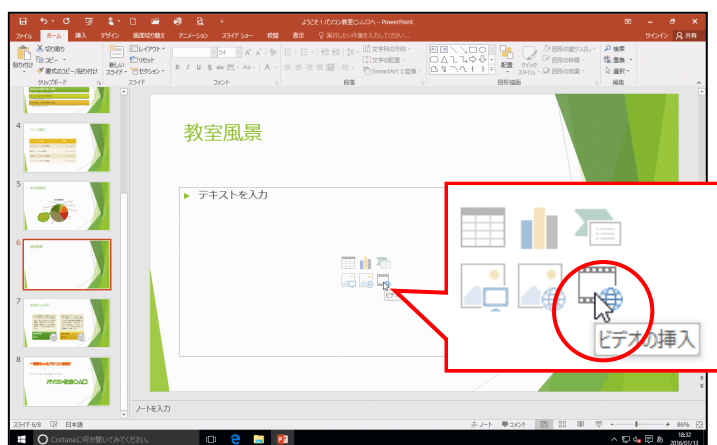 ようこそ！パソコン教室〇△□へ - PowerPoint
ファイル ホーム 挿入 デザイン 画面切り替え アニメーション スライド ショー 校閲 表示 実行したい作業を入力してください... サインイン 共有
貼り付け
切り取り
コピー
書式のコピー/貼り付け
クリップボード
新しい
スライド
レイアウト
リセット
セクション
スライド
54
フォント
文字列の方向
文字の配置
SmartArt に変換
段落
配置
クイック
スタイル
図形の塗りつぶし
図形の枠線
図形の効果
図形描画
検索
置換
選択
編集
4
5
6
7
8
教室風景
テキストを入力
ビデオの挿入
ノートを入力
スライド 6/8 日本語
ノート コメント 86%
Cortanaに何か聞いてみてください。
18:32
2016/01/13